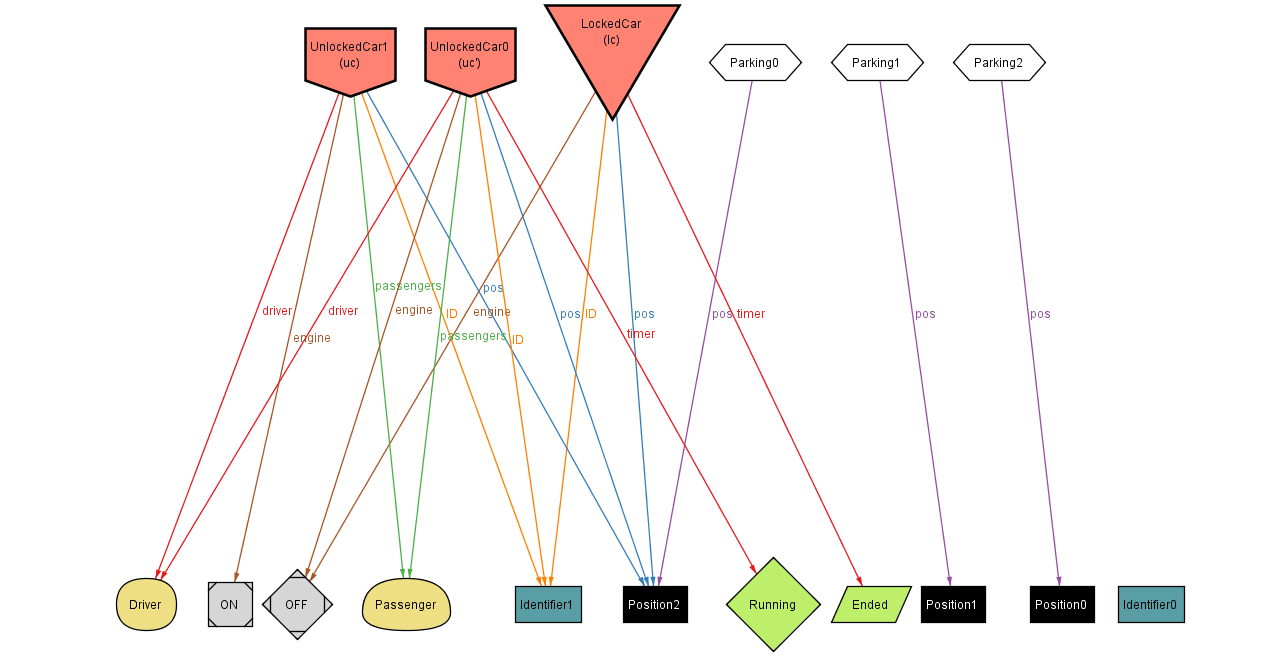 UnlockedCar1
(uc)
UnlockedCar0
(uc')
LockedCar
(lc)
Parking0
Parking1
Parking2
passengers
pos
driver
driver
engine
ID
engine
pos
ID
pos
pos
timer
pos
pos
engine
passengers
ID
timer
Driver
ON
OFF
Passenger
Identifier1
Position2
Running
Ended
Position1
Position0
Identifier0